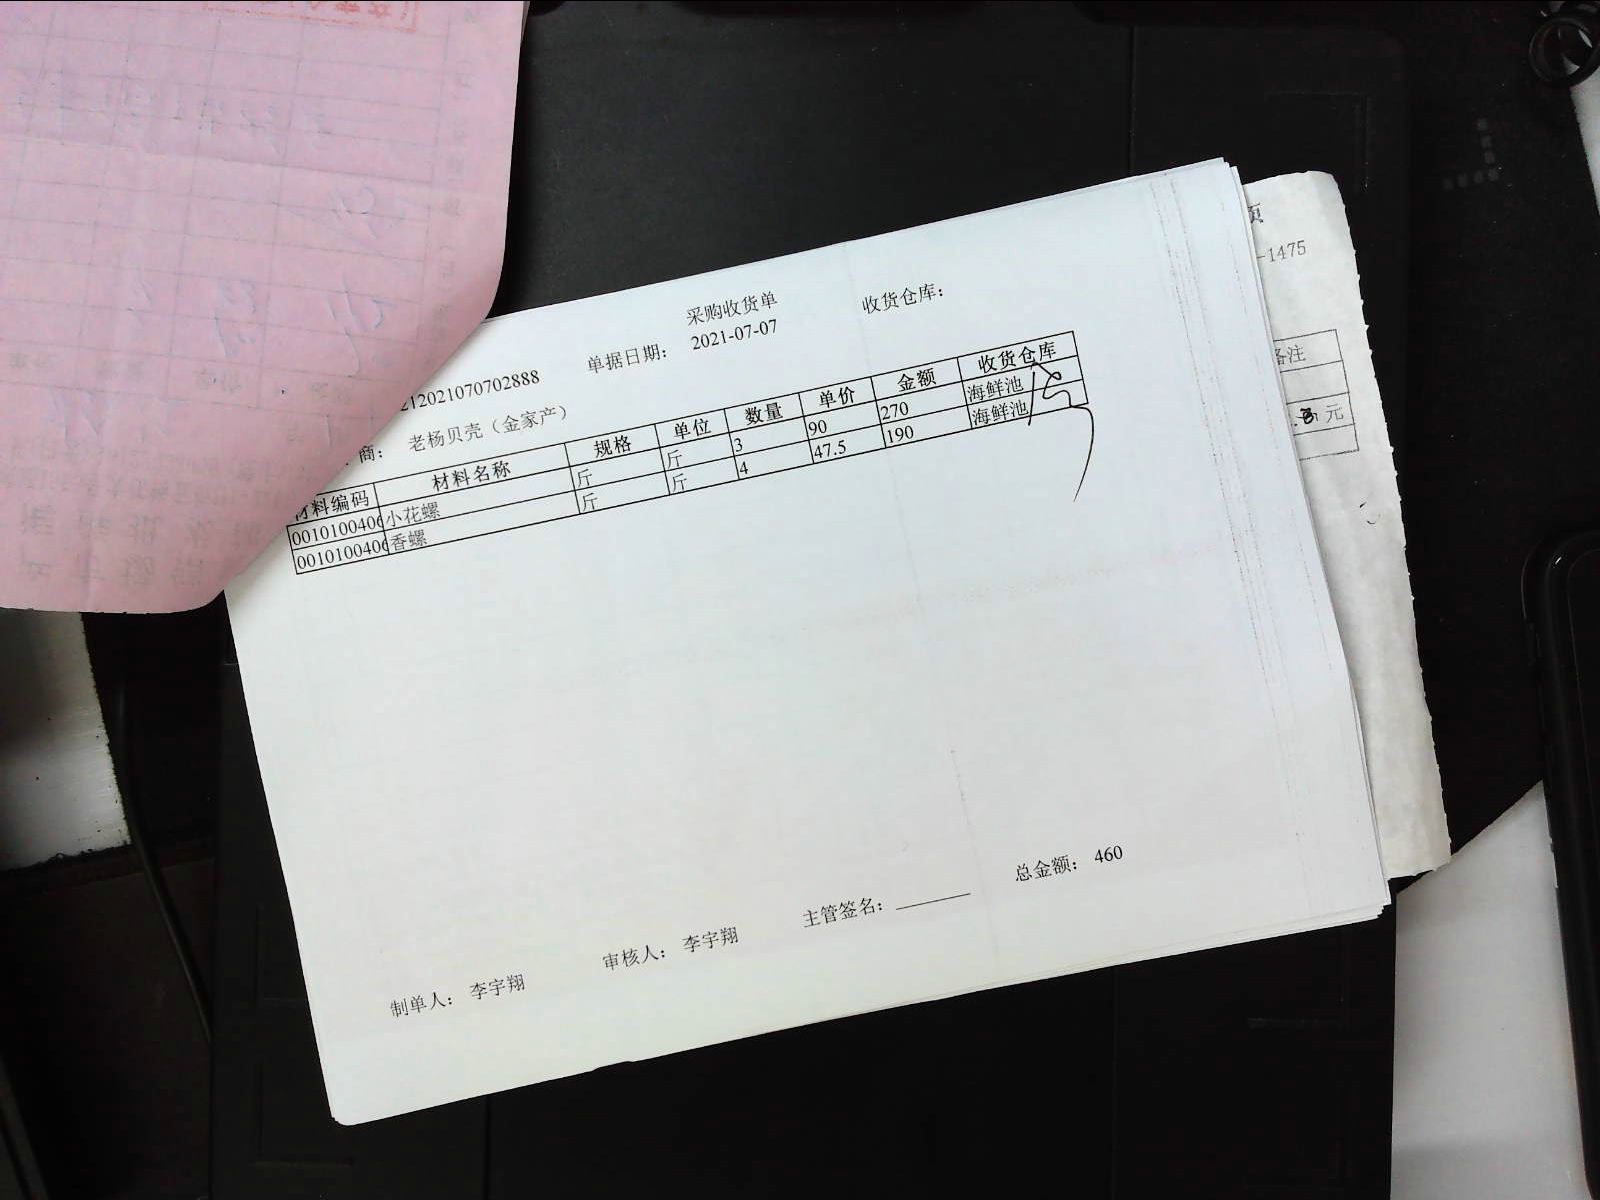 采购收货单
212021070702888 单据日期： 2021-07-07 收货仓库：
商： 老杨贝壳（金家产）
材料编码 材料名称 规格 单位 数量 单价 金额 收货仓库
0010100406 小花螺 斤 斤 3 90 270 海鲜池
0010100406 香螺 斤 斤 4 47.5 190 海鲜池
总金额： 460
制单人： 李宇翔 审核人： 李宇翔 主管签名：
页
-1475
备注
元